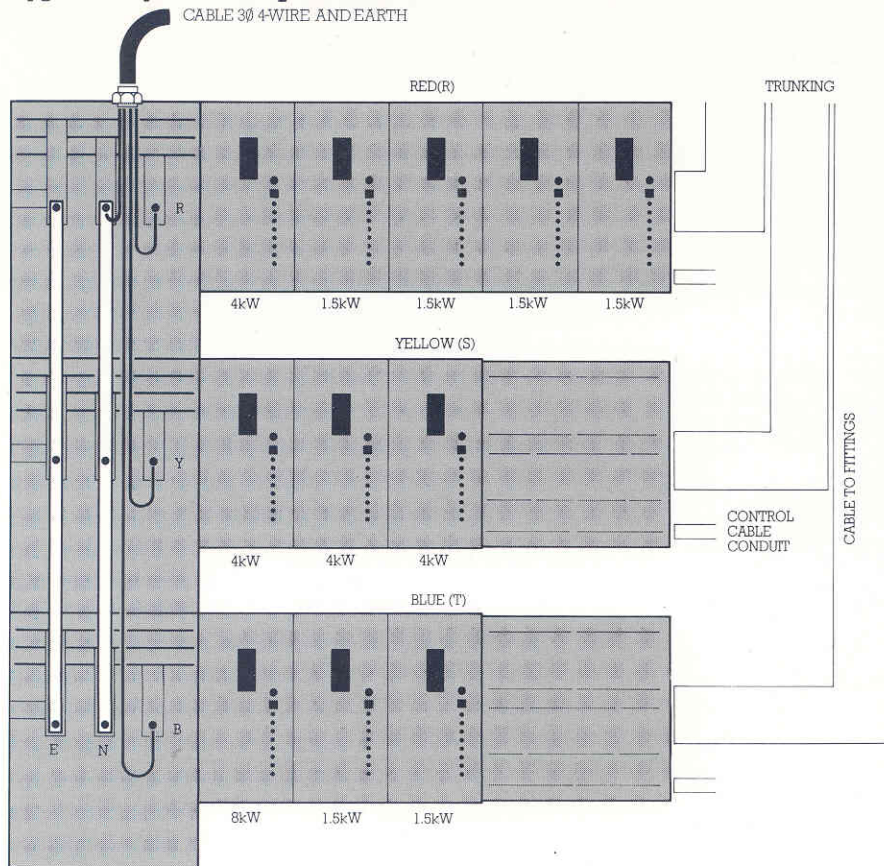 CABLE 3Ø 4-WIRE AND EARTH
RED(R)
TRUNKING
R
4kW 1.5kW 1.5kW 1.5kW 1.5kW
YELLOW (S)
Y
4kW 4kW 4kW
CONTROL
CABLE
CONDUIT
CABLE TO FITTINGS
BLUE (T)
E N B
8kW 1.5kW 1.5kW